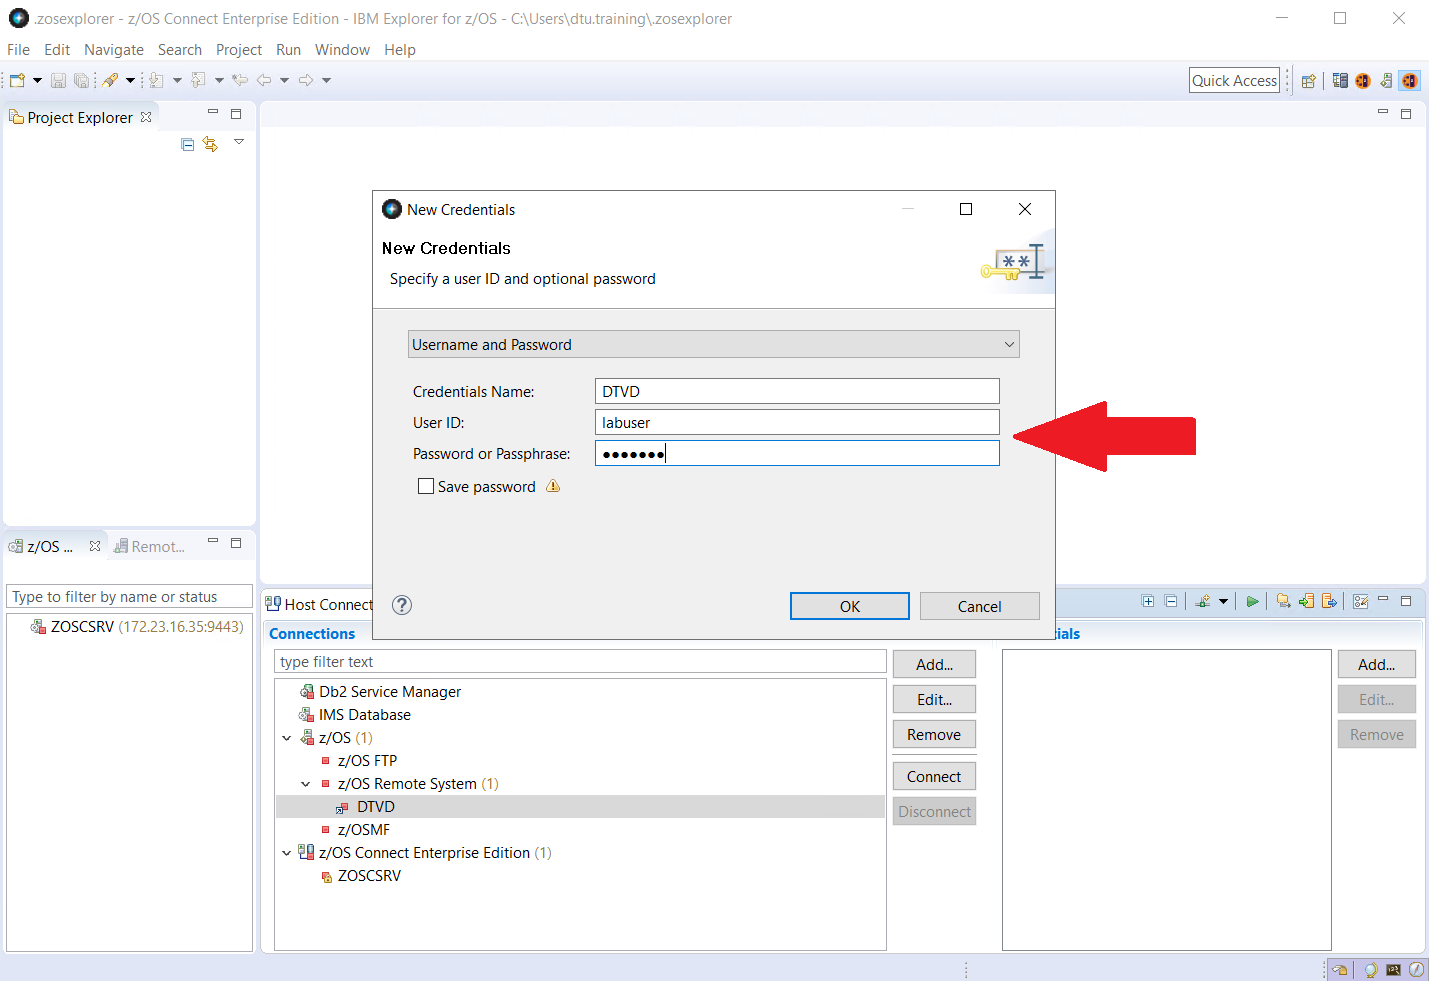 .zosexplorer - z/OS Connect Enterprise Edition - IBM Explorer for z/OS - C:\Users\dtu.training\.zosexplorer
File Edit Navigate Search Project Run Window Help
Quick Access
Project Explorer
New Credentials
New Credentials
Specify a user ID and optional password
**
Username and Password
Credentials Name: DTVD
User ID: labuser
Password or Passphrase: ●●●●●●●
Save password
OK Cancel
z/OS ... Remot...
Type to filter by name or status
ZOSCSRV (172.23.16.35:9443)
Host Connect
Connections
type filter text
Db2 Service Manager
IMS Database
z/OS (1)
z/OS FTP
z/OS Remote System (1)
DTVD
z/OSMF
z/OS Connect Enterprise Edition (1)
ZOSCSRV
Add...
Edit...
Remove
Connect
Disconnect
ials
Add...
Edit...
Remove